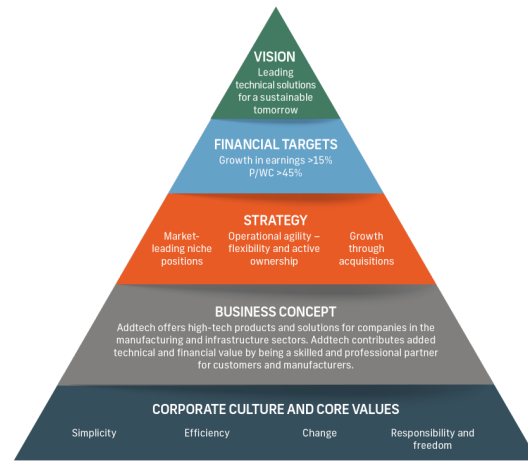 VISION
Leading
technical solutions
for a sustainable
tomorrow
FINANCIAL TARGETS
Growth in earnings >15%
P/WC >45%
STRATEGY
Market-
leading niche
positions
Operational agility –
flexibility and active
ownership
Growth
through
acquisitions
BUSINESS CONCEPT
Addtech offers high-tech products and solutions for companies in the
manufacturing and infrastructure sectors. Addtech contributes added
technical and financial value by being a skilled and professional partner
for customers and manufacturers.
CORPORATE CULTURE AND CORE VALUES
Simplicity
Efficiency
Change
Responsibility and
freedom